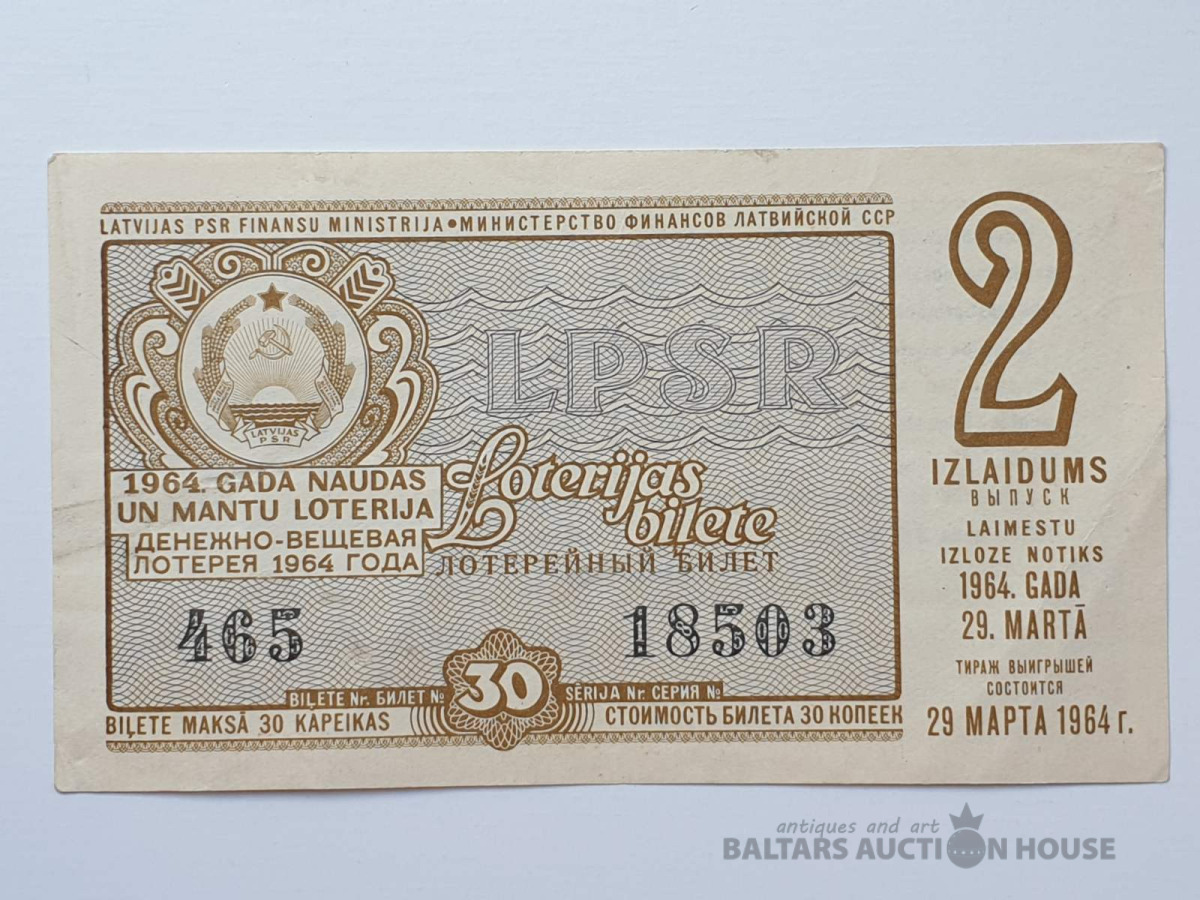 LATVIJAS PSR FINANSU MINISTRIJA • МИНИСТЕРСТВО ФИНАНСОВ ЛАТВИЙСКОЙ ССР
LPSR
LATVIJAS
PSR
1964. GADA NAUDAS
UN MANTU LOTERIJA
ДЕНЕЖНО-ВЕЩЕВАЯ
ЛОТЕРЕЯ 1964 ГОДА
Loterijas
biļete
ЛОТЕРЕЙНЫЙ БИЛЕТ
465 18503
BIĻETE Nr. БИЛЕТ № 30 SĒRIJA Nr. СЕРИЯ №
BIĻETE MAKSĀ 30 KAPEIKAS СТОИМОСТЬ БИЛЕТА 30 КОПЕЕК
2
IZLAIDUMS
ВЫПУСК
LAIMESTU
IZLOZE NOTIKS
1964. GADA
29. MARTĀ
ТИРАЖ ВЫИГРЫШЕЙ
СОСТОИТСЯ
29 МАРТА 1964 г.
antiques and art
BALTARS AUCTION HOUSE